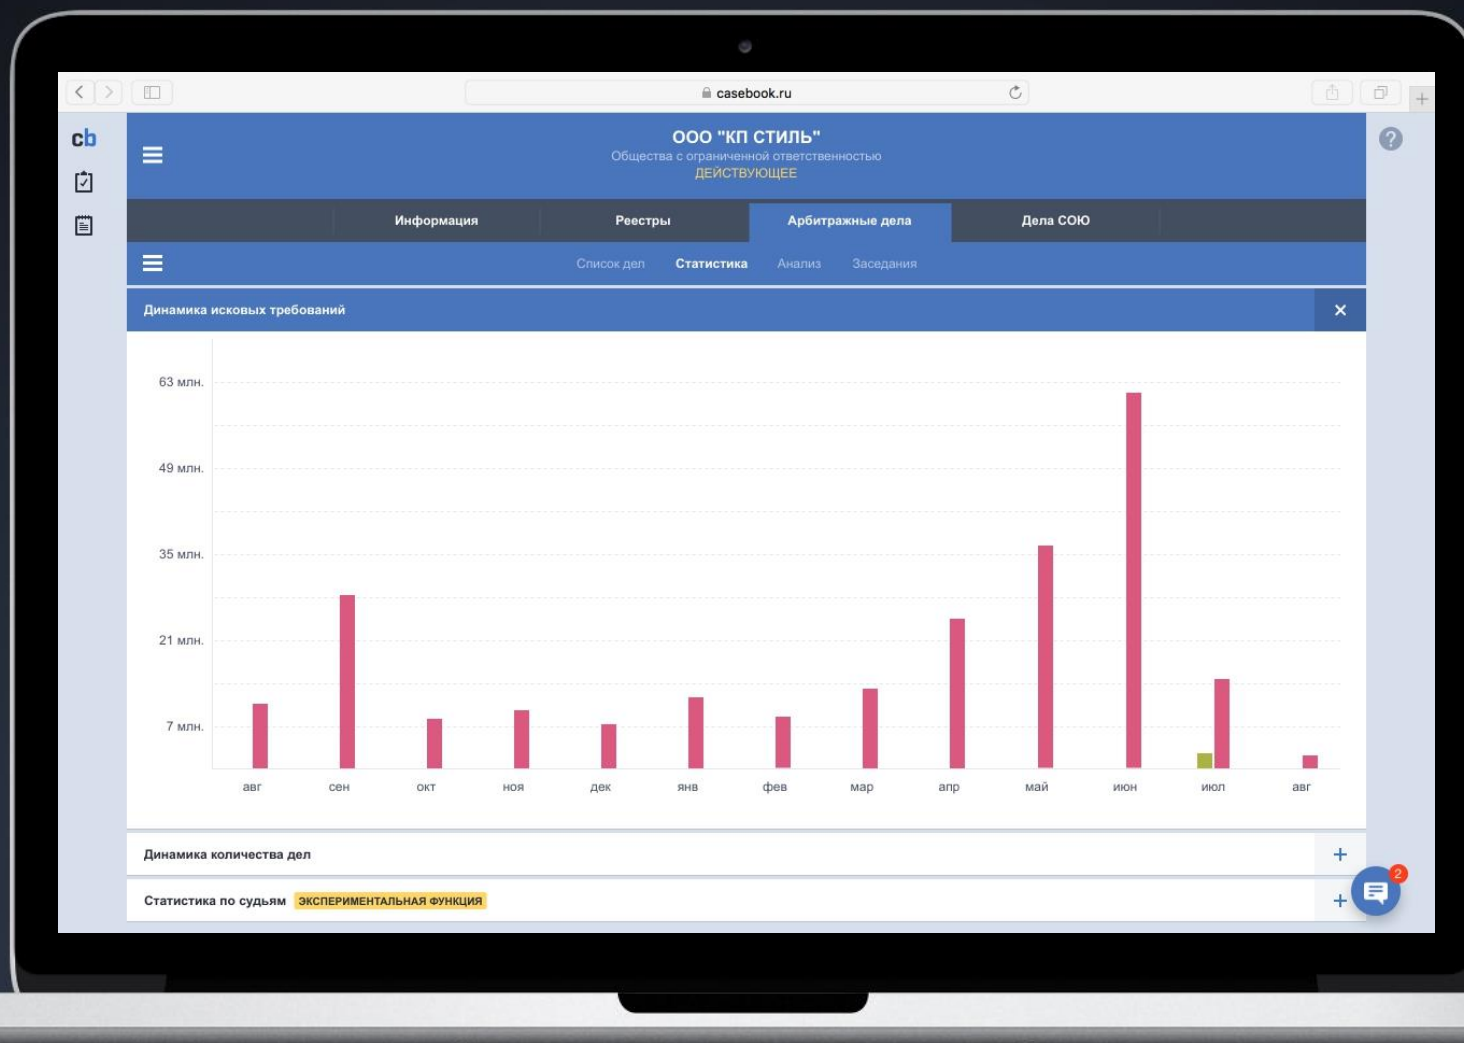 casebook.ru
cb
ООО "КП СТИЛЬ"
?
Общества с ограниченной ответственностью
ДЕЙСТВУЮЩЕЕ
Информация
Реестры
Арбитражные дела
Дела СОЮ
Список дел
Статистика
Анализ
Заседания
Динамика исковых требований
63 млн.
49 млн.
35 млн.
21 млн.
7 млн.
авг
сен
окт
ноя
дек
янв
фев
мар
апр
май
июн
июл
авг
Динамика количества дел
Статистика по судьям
ЭКСПЕРИМЕНТАЛЬНАЯ ФУНКЦИЯ
2